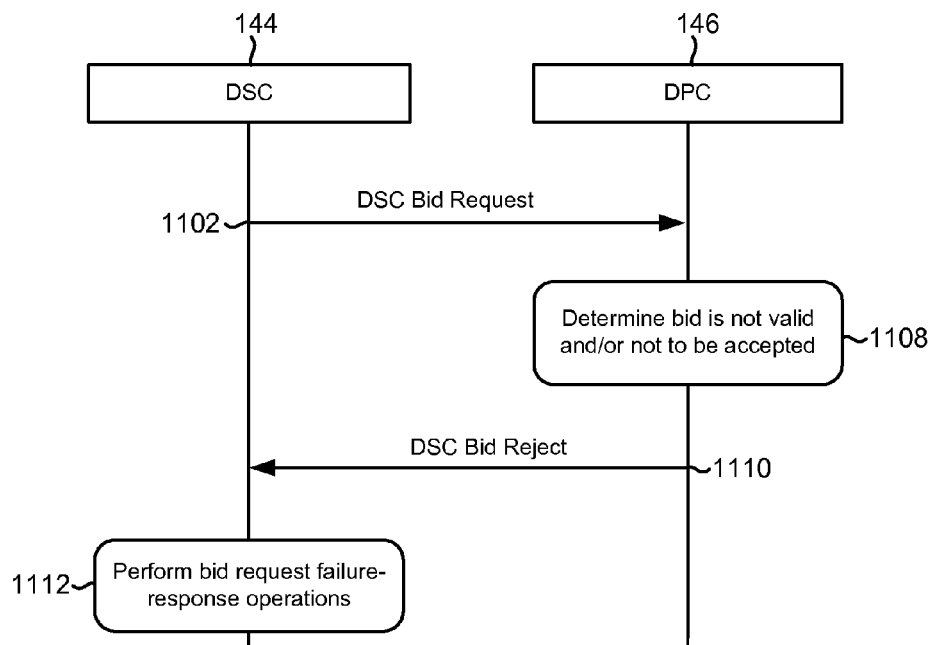 144
146
DSC
DPC
DSC Bid Request
1102
Determine bid is not valid
and/or not to be accepted
1108
DSC Bid Reject
1110
1112
Perform bid request failure-
response operations